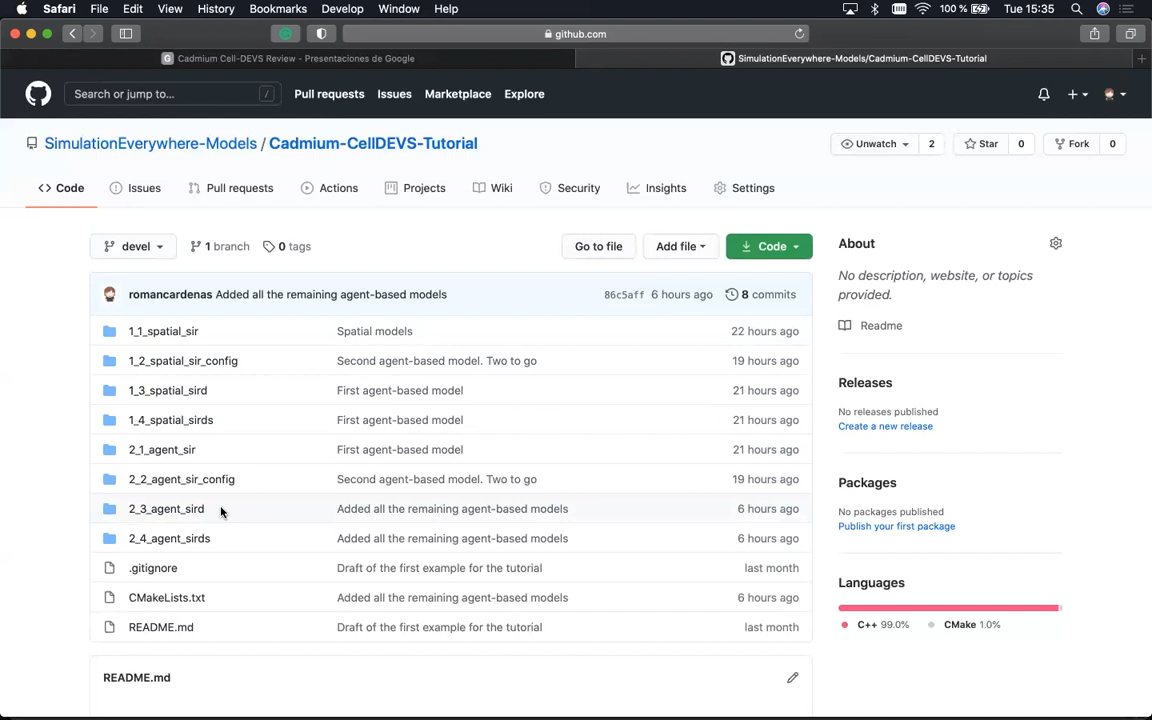 Safari File Edit View History Bookmarks Develop Window Help 100 % Tue 15:35
github.com
Cadmium Cell-DEVS Review - Presentaciones de Google
SimulationEverywhere-Models/Cadmium-CellDEVS-Tutorial
Search or jump to... / Pull requests Issues Marketplace Explore
SimulationEverywhere-Models / Cadmium-CellDEVS-Tutorial
Unwatch 2 Star 0 Fork 0
Code Issues Pull requests Actions Projects Wiki Security Insights Settings
devel 1 branch 0 tags Go to file Add file Code
romancardenas Added all the remaining agent-based models 86c5aff 6 hours ago 8 commits
1_1_spatial_sir Spatial models 22 hours ago
1_2_spatial_sir_config Second agent-based model. Two to go 19 hours ago
1_3_spatial_sird First agent-based model 21 hours ago
1_4_spatial_sirds First agent-based model 21 hours ago
2_1_agent_sir First agent-based model 21 hours ago
2_2_agent_sir_config Second agent-based model. Two to go 19 hours ago
2_3_agent_sird Added all the remaining agent-based models 6 hours ago
2_4_agent_sirds Added all the remaining agent-based models 6 hours ago
.gitignore Draft of the first example for the tutorial last month
CMakeLists.txt Added all the remaining agent-based models 6 hours ago
README.md Draft of the first example for the tutorial last month
README.md
About
No description, website, or topics
provided.
Readme
Releases
No releases published
Create a new release
Packages
No packages published
Publish your first package
Languages
C++ 99.0% CMake 1.0%